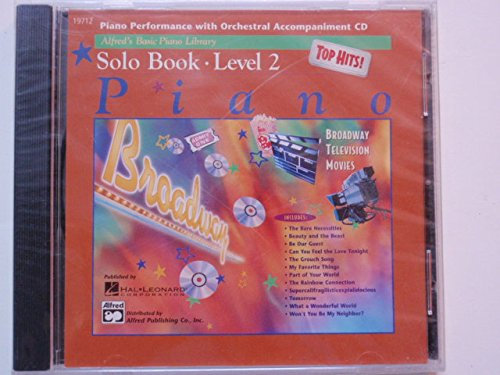 19712
Piano Performance with Orchestral Accompaniment CD
Alfred's Basic Piano Library
Solo Book · Level 2
TOP HITS!
Piano
ADMIT ONE
Broadway
BROADWAY
TELEVISION
MOVIES
INCLUDES:
• The Bare Necessities
• Beauty and the Beast
• Be Our Guest
• Can You Feel the Love Tonight
• The Grouch Song
• My Favorite Things
• Part of Your World
• The Rainbow Connection
• Supercalifragilisticexpialidocious
• Tomorrow
• What a Wonderful World
• Won't You Be My Neighbor?
Published by
HAL•LEONARD
CORPORATION
Alfred
Distributed by
Alfred Publishing Co., Inc.